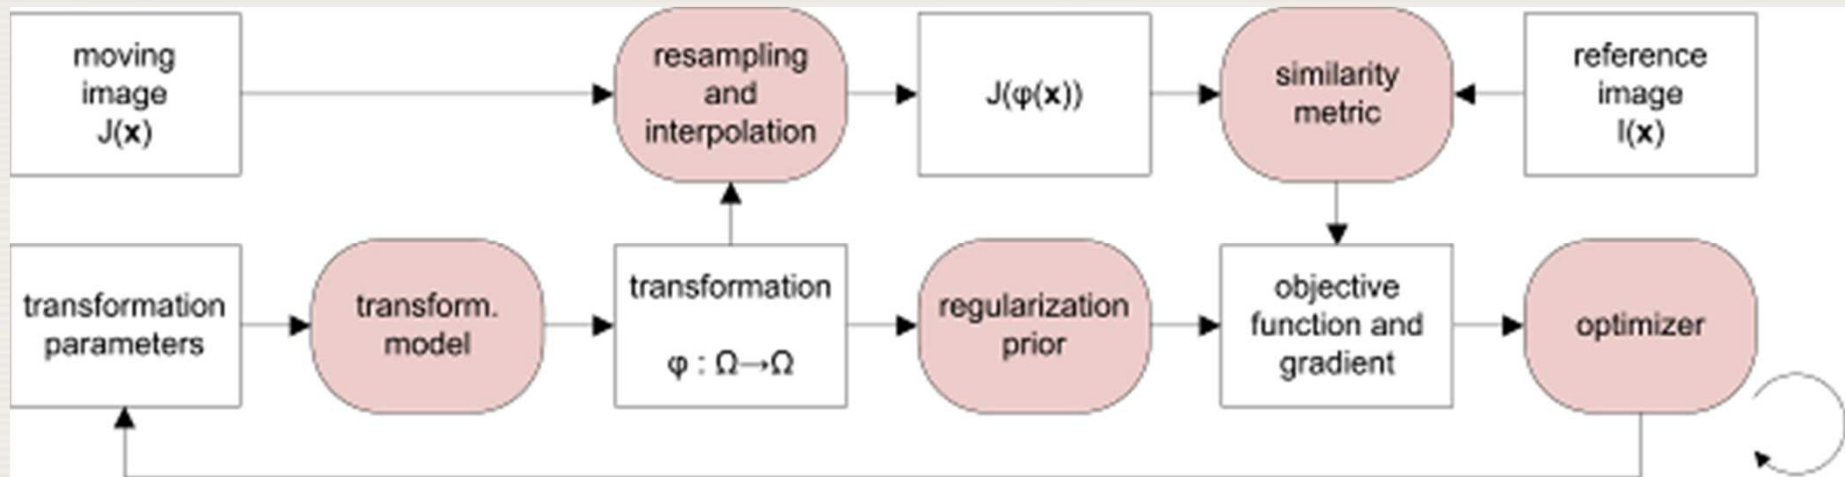 moving
image
J(x)
resampling
and
interpolation
J(φ(x))
similarity
metric
reference
image
I(x)
transformation
parameters
transform.
model
transformation
φ : Ω→Ω
regularization
prior
objective
function and
gradient
optimizer